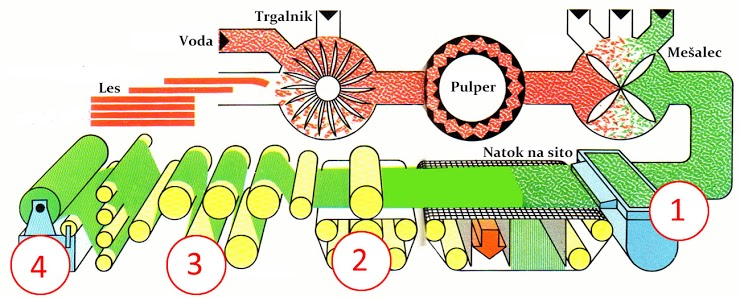 Trgalnik
Voda
Mešalec
Les
Pulper
Natok na sito
1
2
3
4